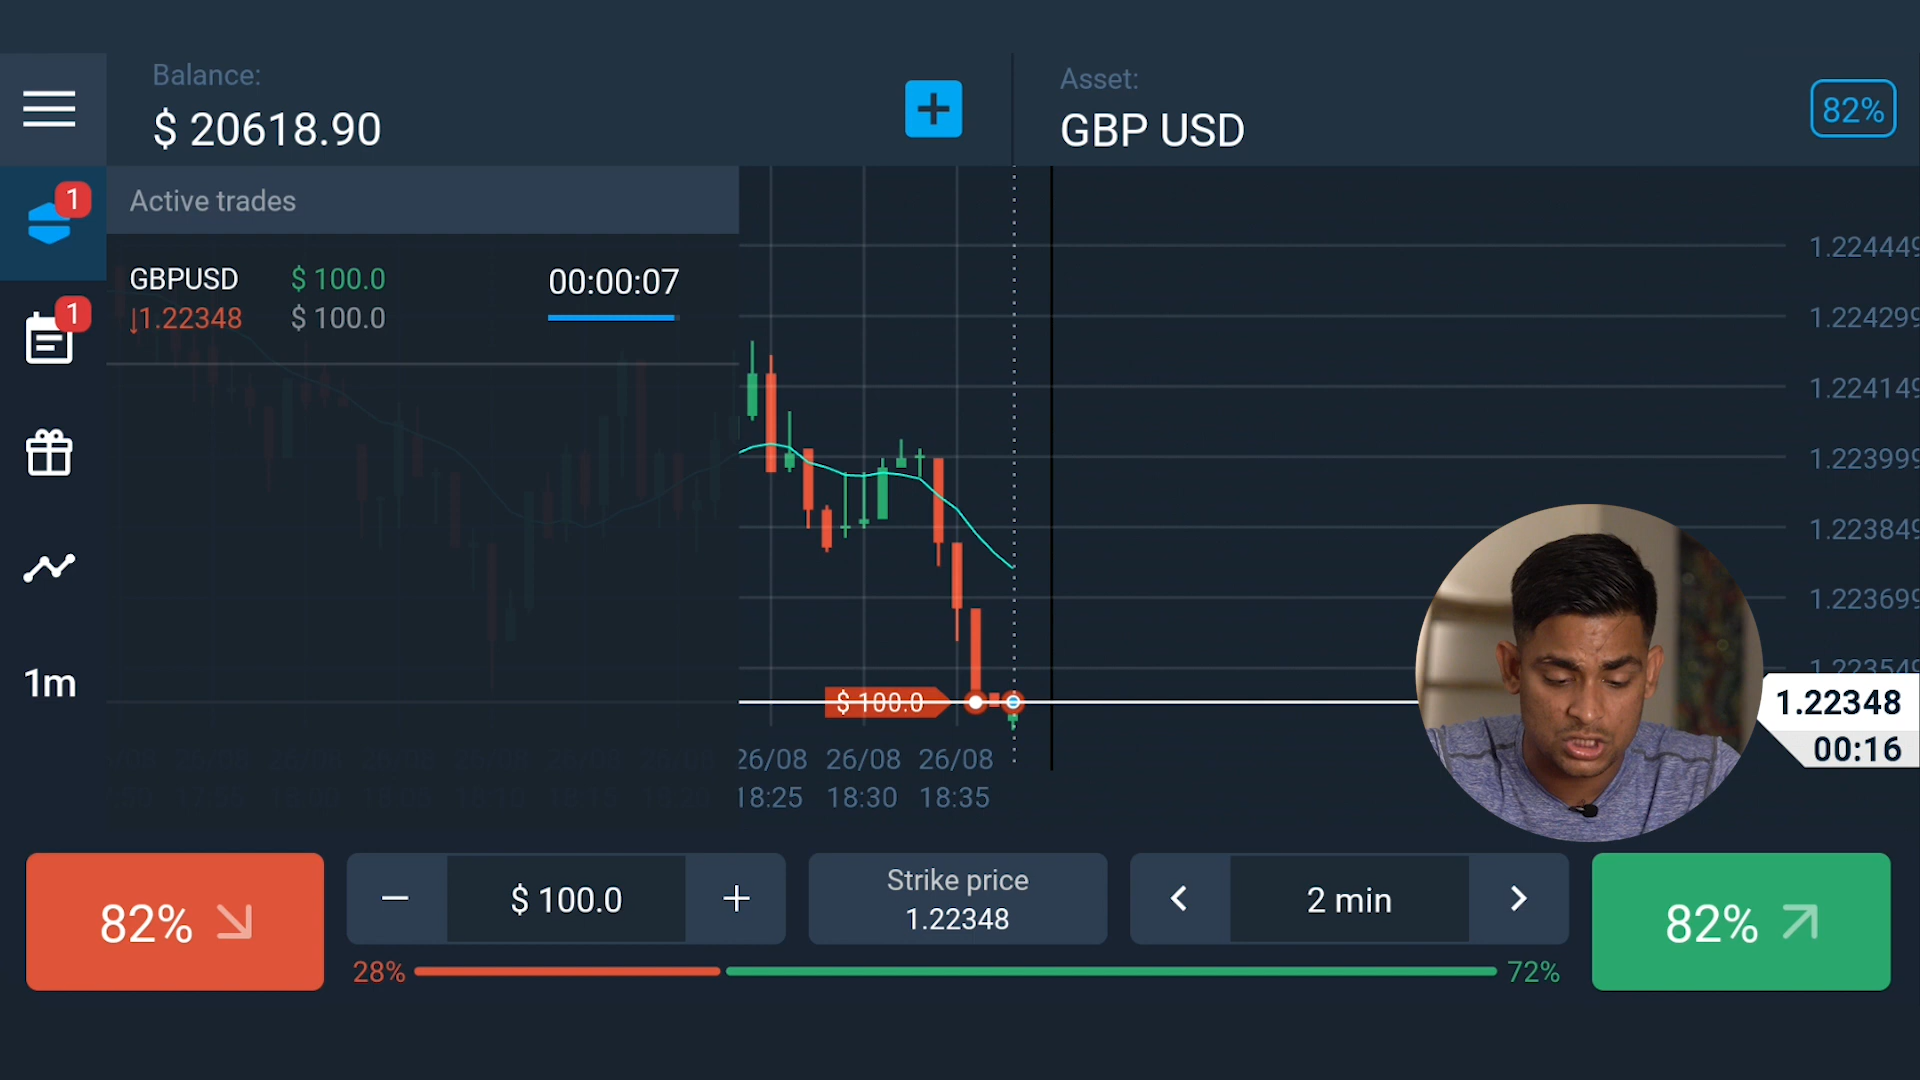 Balance:
$ 20618.90
Asset:
GBP USD
82%
1
Active trades
GBPUSD
$ 100.0
00:00:07
↓1.22348
$ 100.0
1
1m
1.224449
1.224299
1.224149
1.223999
1.223849
1.223699
1.223549
$ 100.0
1.22348
00:16
26/08 26/08 26/08
18:25 18:30 18:35
82%
$ 100.0
Strike price
1.22348
2 min
82%
28%
72%